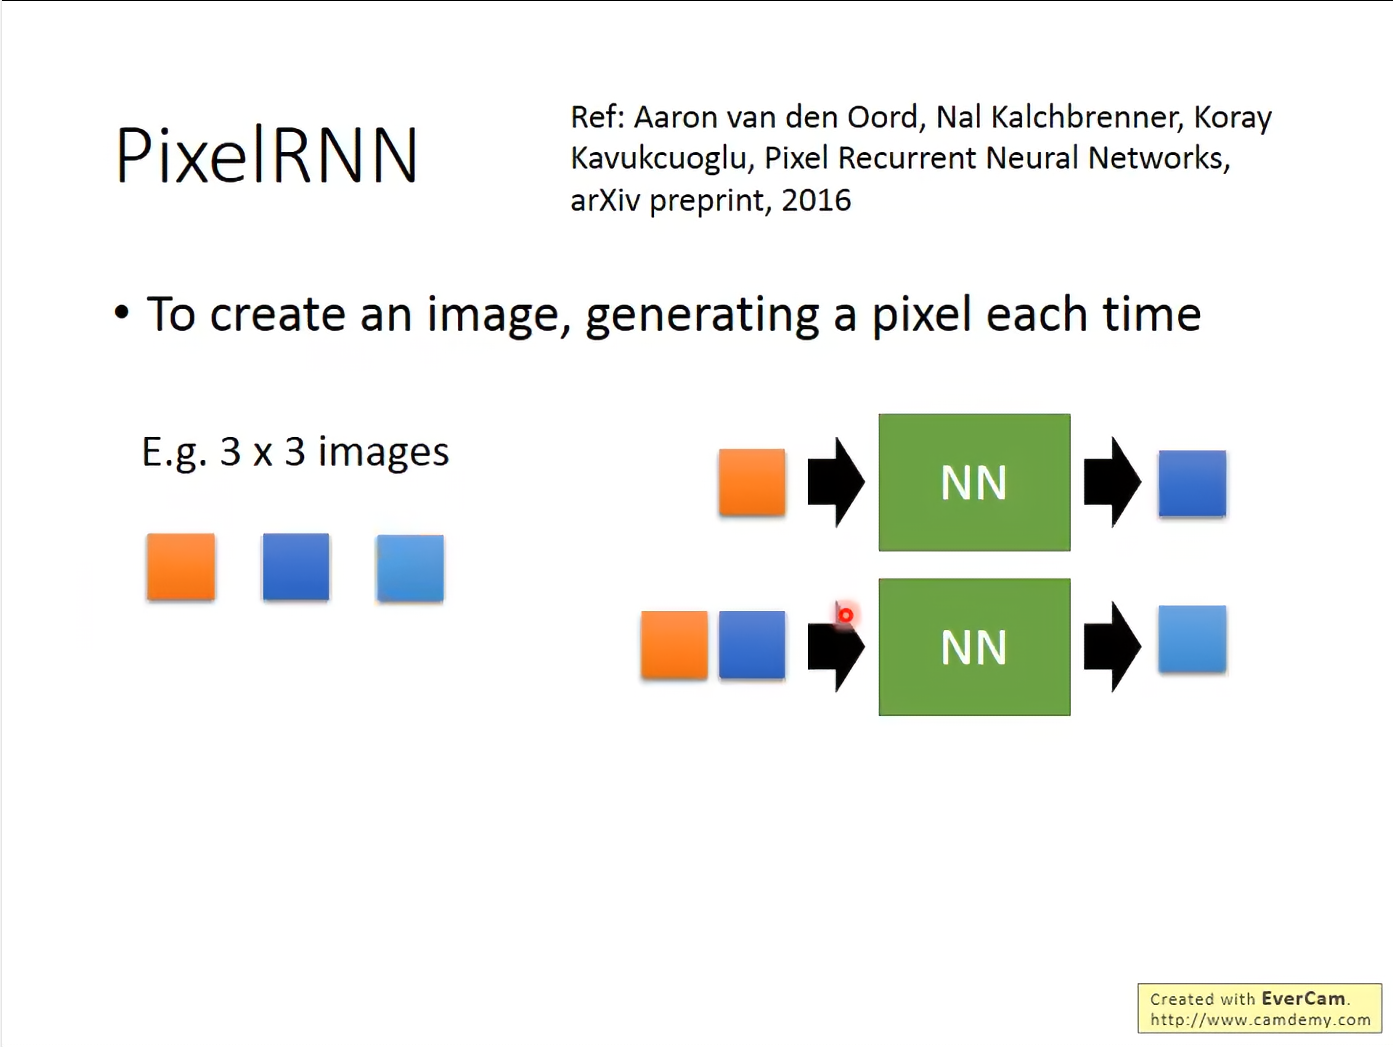 PixelRNN
Ref: Aaron van den Oord, Nal Kalchbrenner, Koray
Kavukcuoglu, Pixel Recurrent Neural Networks,
arXiv preprint, 2016
• To create an image, generating a pixel each time
E.g. 3 x 3 images
NN
NN
Created with EverCam.
http://www.camdemy.com